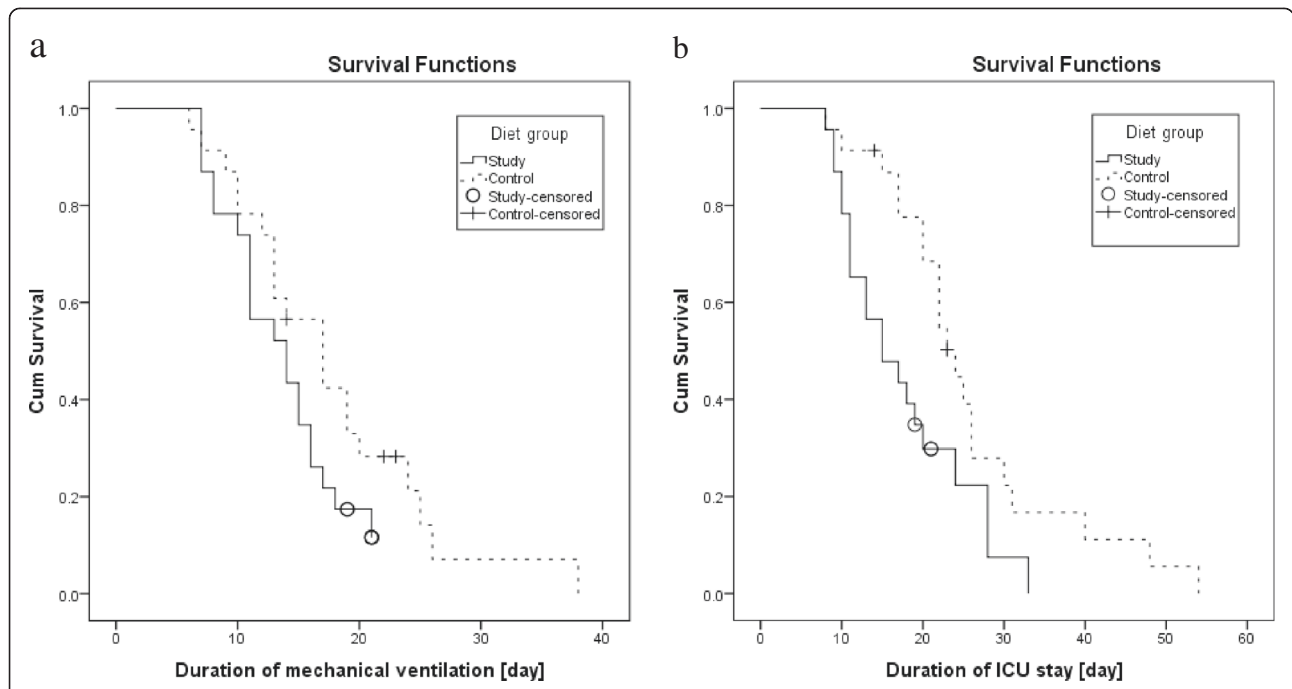 a
Survival Functions
Diet group
Study
Control
Study-censored
Control-censored
1.0
0.8
0.6
0.4
0.2
0.0
Cum Survival
0
10
20
30
40
Duration of mechanical ventilation [day]
b
Survival Functions
Diet group
Study
Control
Study-censored
Control-censored
1.0
0.8
0.6
0.4
0.2
0.0
Cum Survival
0
10
20
30
40
50
60
Duration of ICU stay [day]